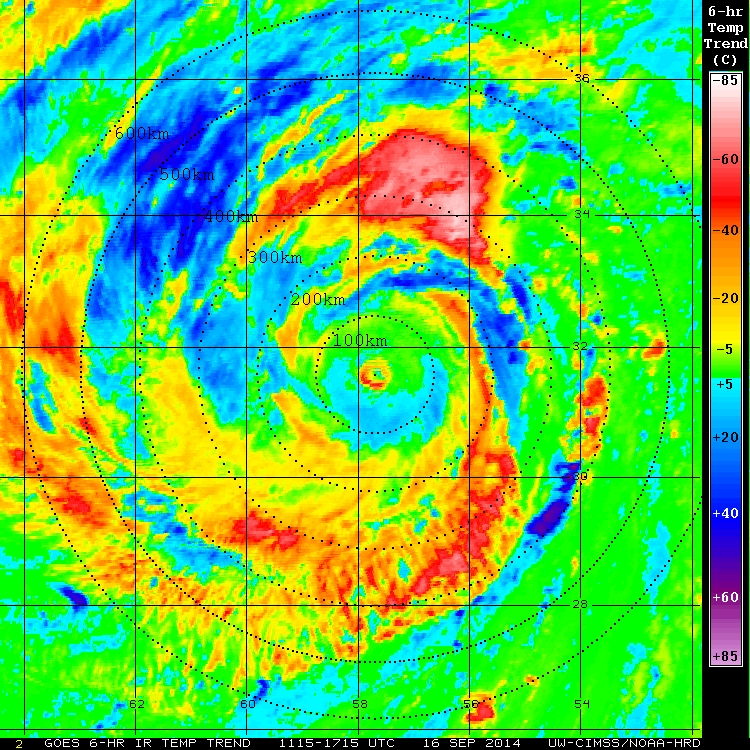 6-hr
Temp
Trend
(C)
-85
-60
-40
-20
-5
+5
+20
+40
+60
+85
36
600km
500km
400km
34
300km
200km
100km
32
30
28
62
60
58
56
54
2 GOES 6-HR IR TEMP TREND 1115-1715 UTC 16 SEP 2014 UW-CIMSS/NOAA-HRD